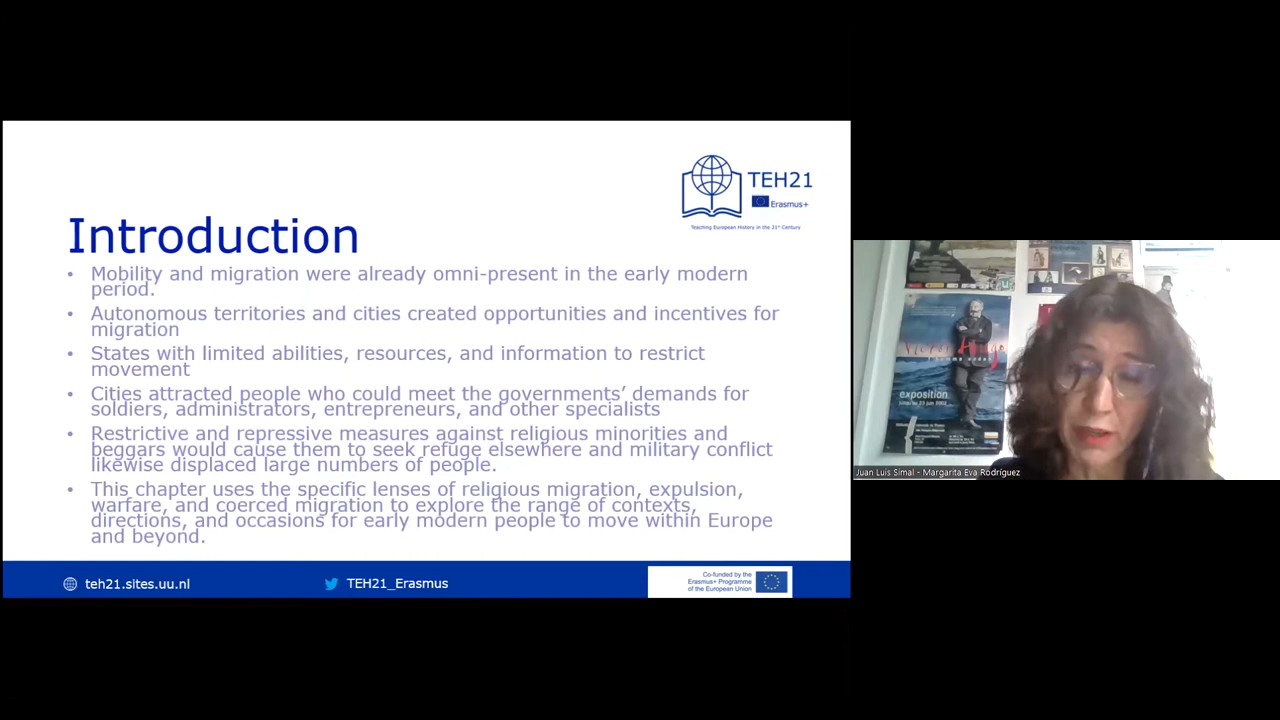 TEH21
Erasmus+
Teaching European History in the 21st Century
Introduction
• Mobility and migration were already omni-present in the early modern
period.
• Autonomous territories and cities created opportunities and incentives for
migration
• States with limited abilities, resources, and information to restrict
movement
• Cities attracted people who could meet the governments’ demands for
soldiers, administrators, entrepreneurs, and other specialists
• Restrictive and repressive measures against religious minorities and
beggars would cause them to seek refuge elsewhere and military conflict
likewise displaced large numbers of people.
• This chapter uses the specific lenses of religious migration, expulsion,
warfare, and coerced migration to explore the range of contexts,
directions, and occasions for early modern people to move within Europe
and beyond.
teh21.sites.uu.nl
TEH21_Erasmus
Co-funded by the
Erasmus+ Programme
of the European Union
exposition
Juan Luis Simal - Margarita Eva Rodríguez